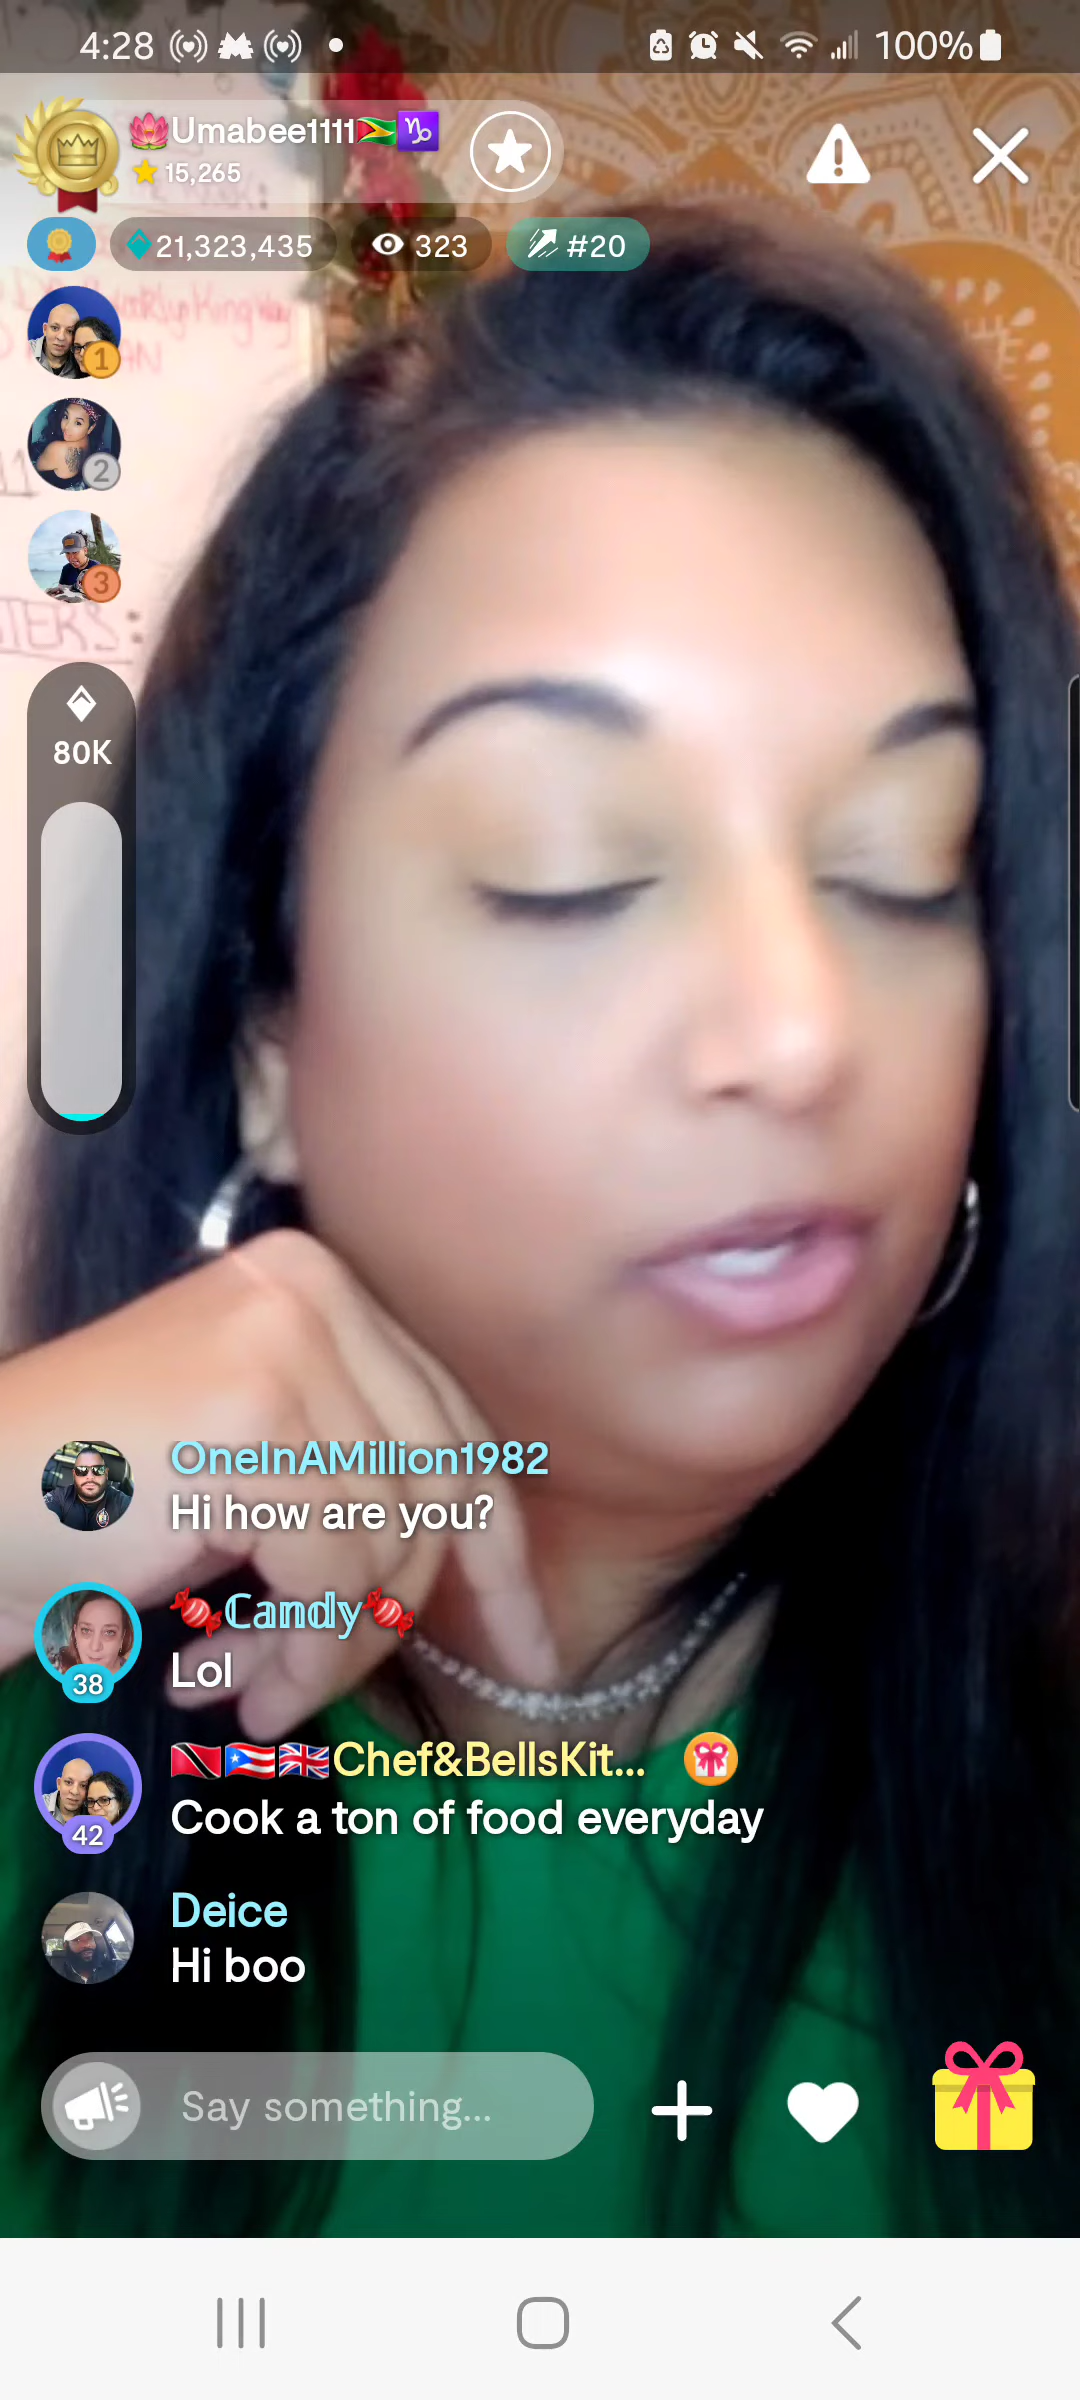 4:28
100%
🪷Umabee1111🇬🇾♑
15,265
21,323,435
323
#20
1
2
3
80K
OneInAMillion1982
Hi how are you?
🍬ℂ𝕒𝕟𝕕𝕪🍬
38
Lol
🇹🇹🇵🇷🇬🇧Chef&BellsKit...
42
Cook a ton of food everyday
Deice
Hi boo
Say something...